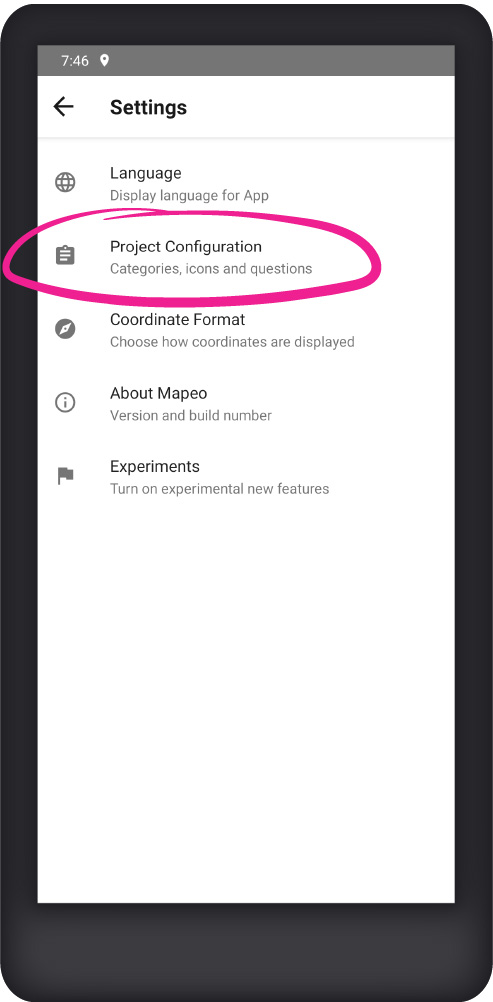 7:46
Settings
Language
Display language for App
Project Configuration
Categories, icons and questions
Coordinate Format
Choose how coordinates are displayed
About Mapeo
Version and build number
Experiments
Turn on experimental new features